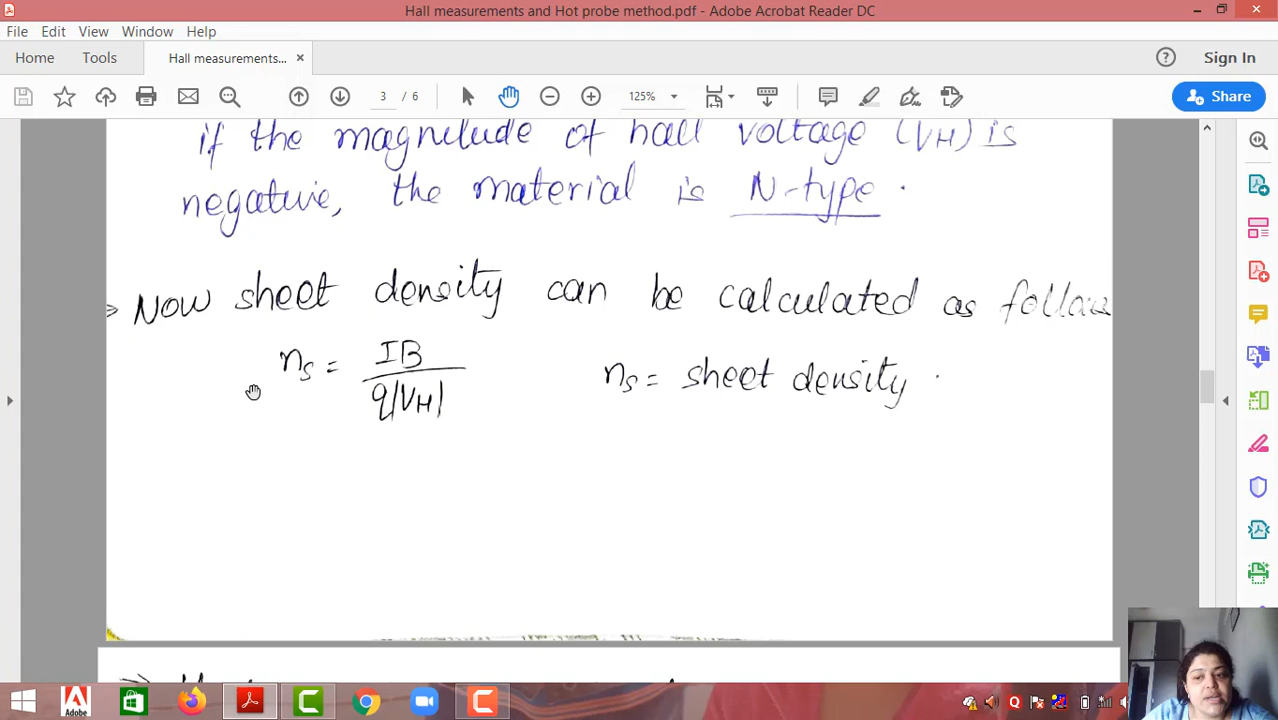 Hall measurements and Hot probe method.pdf - Adobe Acrobat Reader DC
File Edit View Window Help
Home Tools Hall measurements... × Sign In
3 / 6 125% Share
if the magnitude of hall voltage (VH) is
negative, the material is N-type.
⇒ Now sheet density can be calculated as follows
ns = IB / q|VH| ns = sheet density.
Adobe